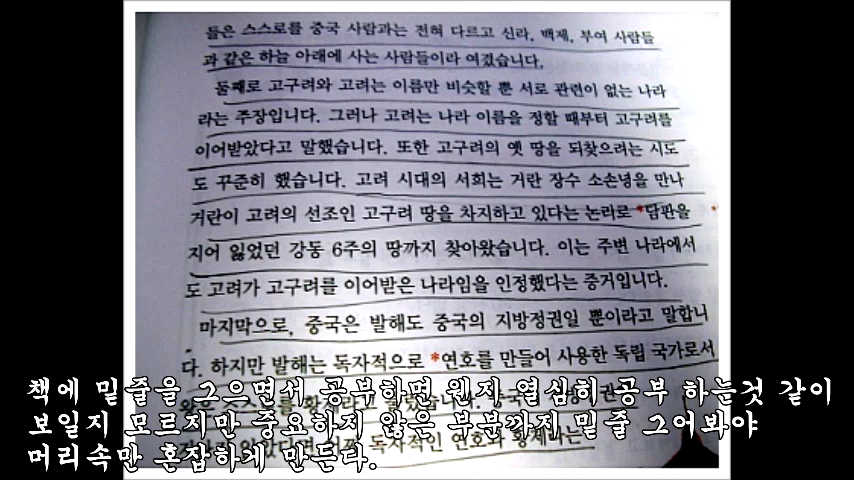 들은 스스로를 중국 사람과는 전혀 다르고 신라, 백제, 부여 사람들
과 같은 하늘 아래에 사는 사람들이라 여겼습니다.
둘째로 고구려와 고려는 이름만 비슷할 뿐 서로 관련이 없는 나라
라는 주장입니다. 그러나 고려는 나라 이름을 정할 때부터 고구려를
이어받았다고 말했습니다. 또한 고구려의 옛 땅을 되찾으려는 시도
도 꾸준히 했습니다. 고려 시대의 서희는 거란 장수 소손녕을 만나
거란이 고려의 선조인 고구려 땅을 차지하고 있다는 논리로 *담판을
지어 잃었던 강동 6주의 땅까지 찾아왔습니다. 이는 주변 나라에서
도 고려가 고구려를 이어받은 나라임을 인정했다는 증거입니다.
마지막으로, 중국은 발해도 중국의 지방정권일 뿐이라고 말합니
다. 하지만 발해는 독자적으로 *연호를 만들어 사용한 독립 국가로서
책에 밑줄을 그으면서 공부하면 왠지 열심히 공부 하는것 같이
보일지 모르지만 중요하지 않은 부분까지 밑줄 그어봐야
독자적인 연호와 황제라는
머리속만 혼잡하게 만든다.